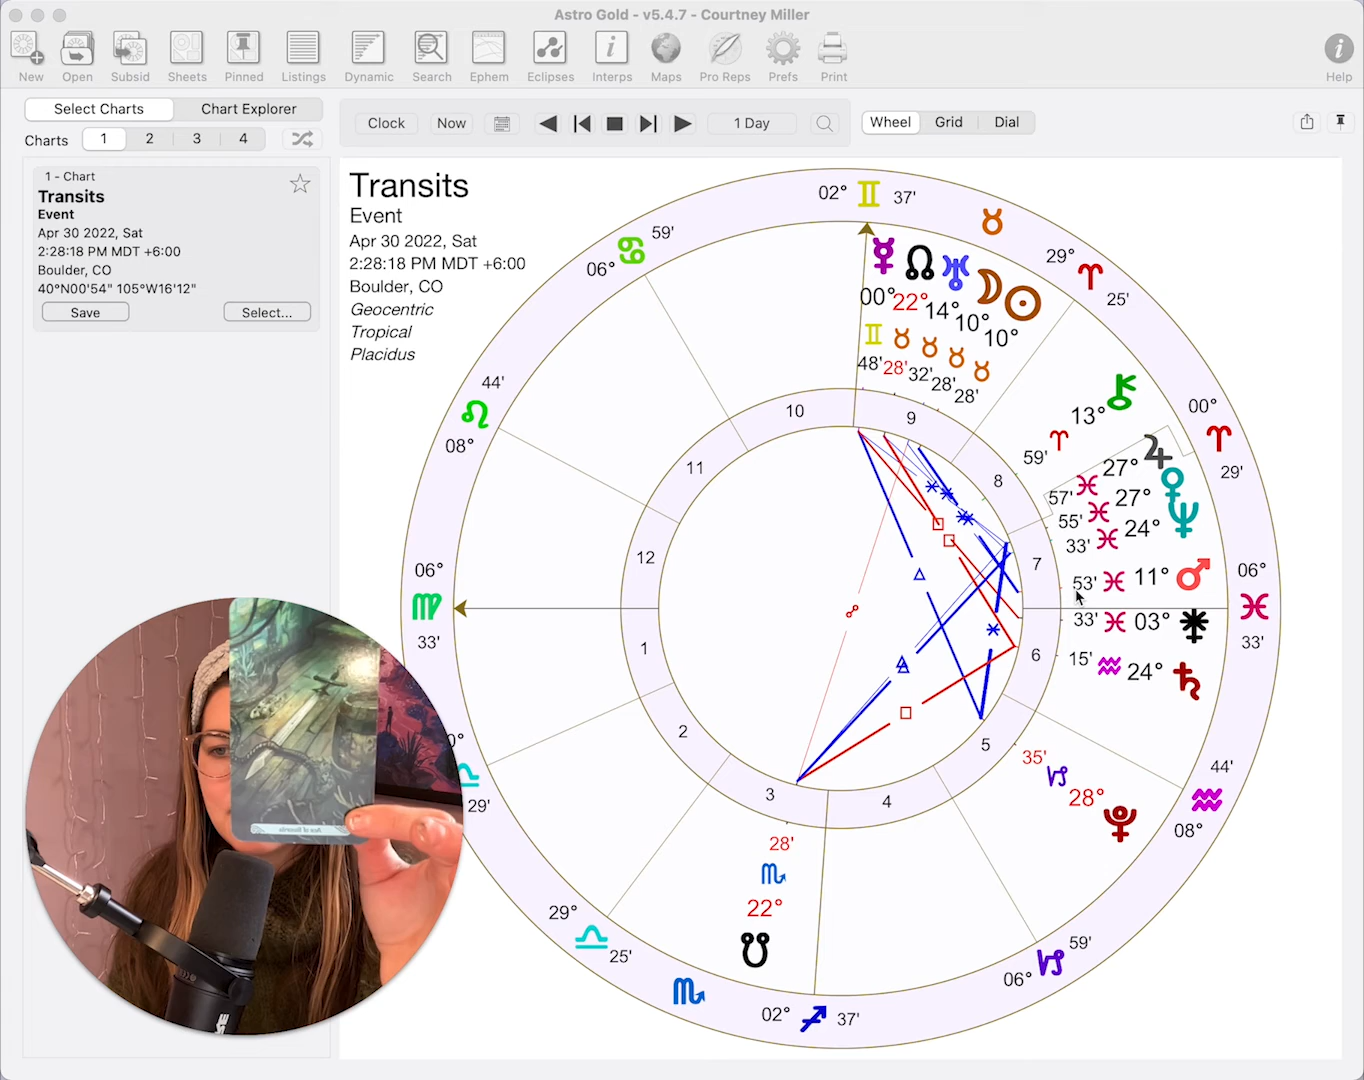 Astro Gold - v5.4.7 - Courtney Miller
New Open Subsid Sheets Pinned Listings Dynamic Search Ephem Eclipses Interps Maps Pro Reps Prefs Print Help
Select Charts Chart Explorer
Charts 1 2 3 4
Clock Now 1 Day Wheel Grid Dial
1 - Chart
Transits
Event
Apr 30 2022, Sat
2:28:18 PM MDT +6:00
Boulder, CO
40°N00'54" 105°W16'12"
Save Select...
Transits
Event
Apr 30 2022, Sat
2:28:18 PM MDT +6:00
Boulder, CO
Geocentric
Tropical
Placidus
02° ♊ 37'
♉
29° ♈ 25'
06° ♋ 59'
44'
♌
08°
06°
♍
33'
0°
♎
29'
29° ♎ 25'
♏
02° ♐ 37'
06° ♑ 59'
44'
♒
08°
06°
♓
33'
00°
♈
29'
☿ ☊ ♅ ☽ ☉
00° 22° 14° 10° 10°
♊ ♉ ♉ ♉ ♉
48' 28' 32' 28' 28'
13° ♈ 59'
57' ♓ 27° ♃
55' ♓ 27° ♀
33' ♓ 24° ♆
53' ♓ 11° ♂
33' ♓ 03°
15' ♒ 24° ♄
35' ♑ 28°
28'
♏
22°
☋
10 9
11 8
12 7
1 6
2 5
3 4
Ace of Swords